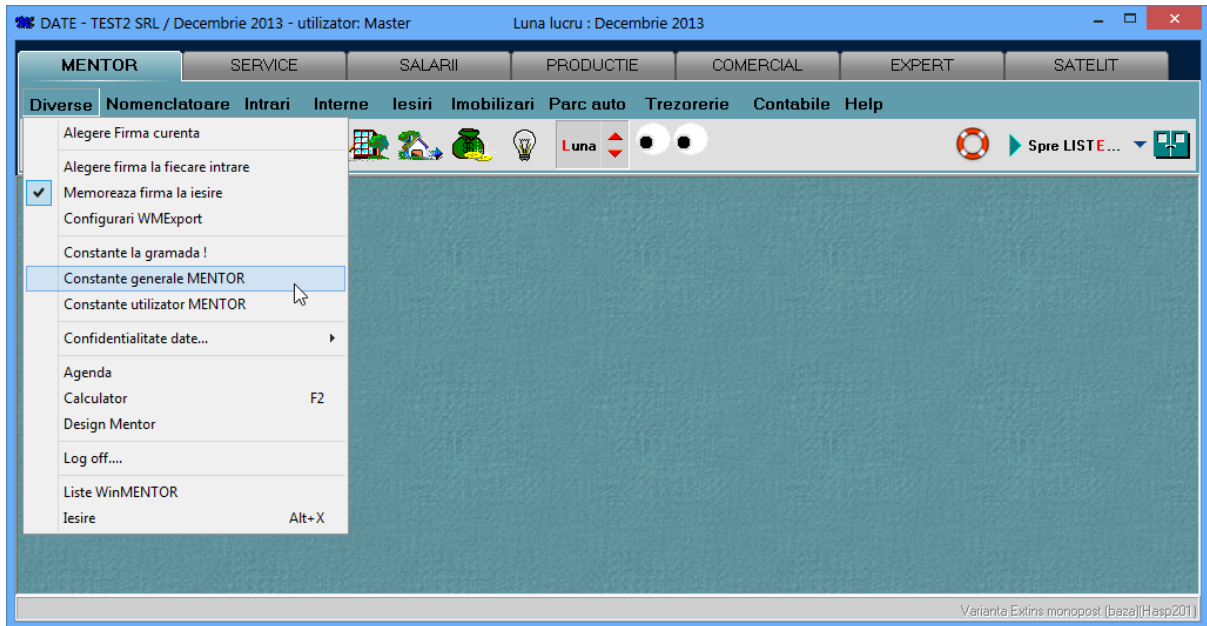 DATE - TEST2 SRL / Decembrie 2013 - utilizator: Master Luna lucru : Decembrie 2013
MENTOR SERVICE SALARII PRODUCTIE COMERCIAL EXPERT SATELIT
Diverse Nomenclatoare Intrari Interne Iesiri Imobilizari Parc auto Trezorerie Contabile Help
Luna Spre LISTE...
Alegere Firma curenta
Alegere firma la fiecare intrare
Memoreaza firma la iesire
Configurari WMExport
Constante la gramada !
Constante generale MENTOR
Constante utilizator MENTOR
Confidentialitate date...
Agenda
Calculator F2
Design Mentor
Log off....
Liste WinMENTOR
Iesire Alt+X
Varianta Extins monopost (baza)(Hasp201)